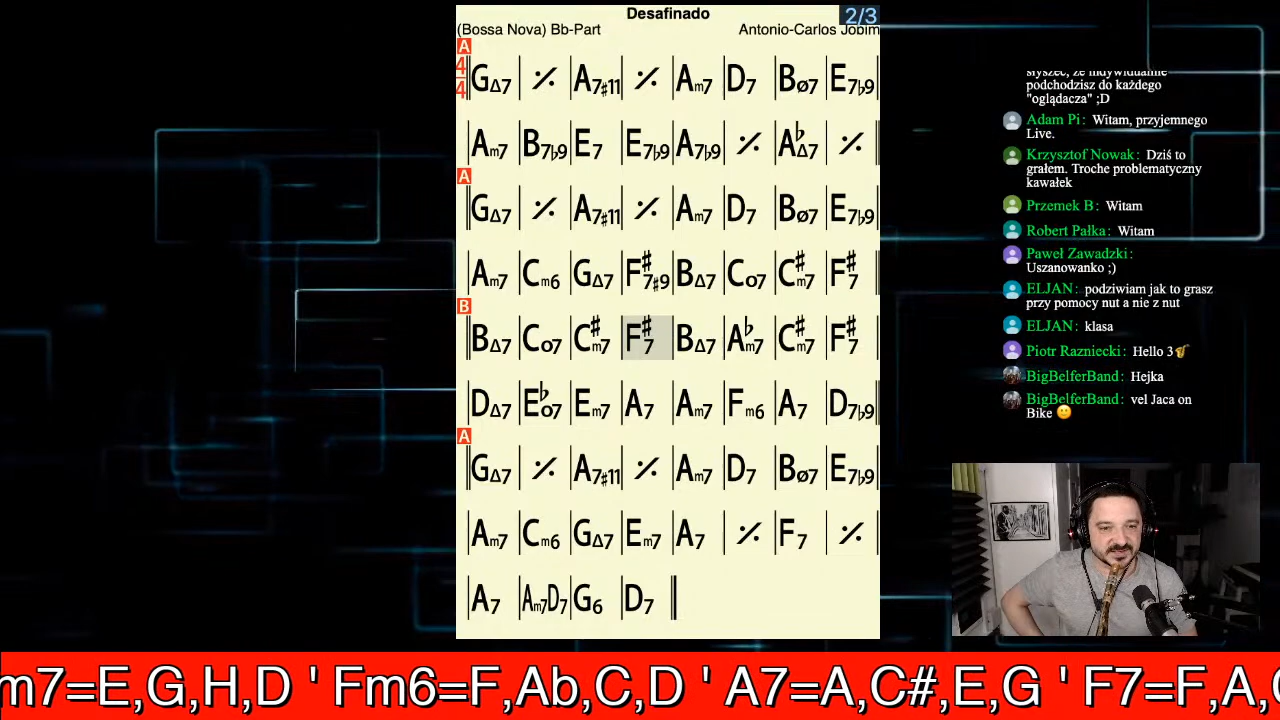 Desafinado
2/3
(Bossa Nova) Bb-Part
Antonio-Carlos Jobim
A
4/4 GΔ7 | 𝄎 | A7♯11 | 𝄎 | Am7 | D7 | Bø7 | E7♭9
Am7 | B7♭9 | E7 | E7♭9 | A7♭9 | 𝄎 | A♭Δ7 | 𝄎
A
GΔ7 | 𝄎 | A7♯11 | 𝄎 | Am7 | D7 | Bø7 | E7♭9
Am7 | Cm6 | GΔ7 | F♯7♯9 | BΔ7 | Co7 | C♯m7 | F♯7
B
BΔ7 | Co7 | C♯m7 | F♯7 | BΔ7 | A♭m7 | C♯m7 | F♯7
DΔ7 | E♭o7 | Em7 | A7 | Am7 | Fm6 | A7 | D7♭9
A
GΔ7 | 𝄎 | A7♯11 | 𝄎 | Am7 | D7 | Bø7 | E7♭9
Am7 | Cm6 | GΔ7 | Em7 | A7 | 𝄎 | F7 | 𝄎
A7 | Am7 D7 | G6 | D7
słyszeć, że indywidualnie
podchodzisz do każdego
"oglądacza" ;D
Adam Pi: Witam, przyjemnego
Live.
Krzysztof Nowak: Dziś to
grałem. Troche problematyczny
kawałek
Przemek B: Witam
Robert Pałka: Witam
Paweł Zawadzki:
Uszanowanko ;)
ELJAN: podziwiam jak to grasz
przy pomocy nut a nie z nut
ELJAN: klasa
Piotr Razniecki: Hello 3🎷
BigBelferBand: Hejka
BigBelferBand: vel Jaca on
Bike 🙂
m7=E,G,H,D ' Fm6=F,Ab,C,D ' A7=A,C#,E,G ' F7=F,A,